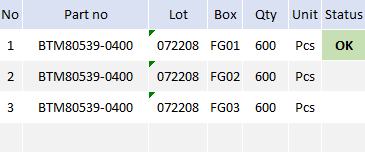 No Part no Lot Box Qty Unit Status
1 BTM80539-0400 072208 FG01 600 Pcs OK
2 BTM80539-0400 072208 FG02 600 Pcs
3 BTM80539-0400 072208 FG03 600 Pcs